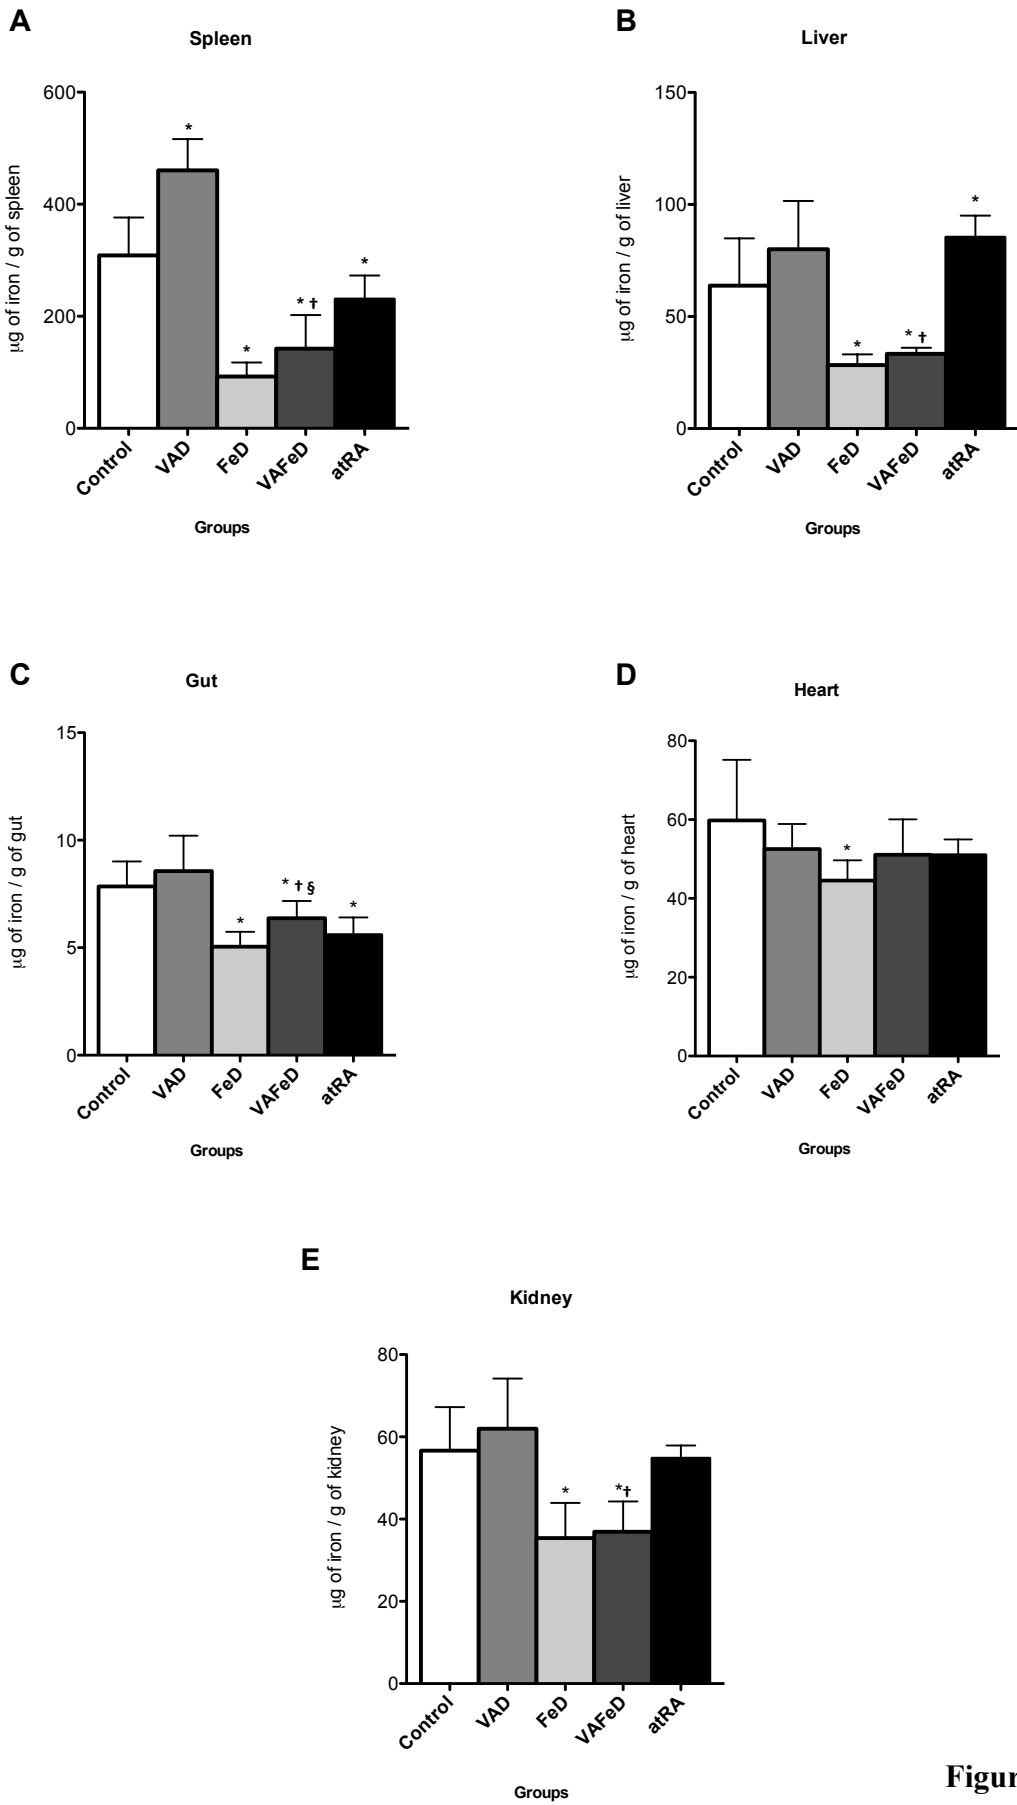 A
Spleen
600
400
200
0
μg of iron / g of spleen
*
*
* †
*
Control
VAD
FeD
VAFeD
atRA
Groups
B
Liver
150
100
50
0
μg of iron / g of liver
*
* †
*
Control
VAD
FeD
VAFeD
atRA
Groups
C
Gut
15
10
5
0
μg of iron / g of gut
*
* † §
*
Control
VAD
FeD
VAFeD
atRA
Groups
D
Heart
80
60
40
20
0
μg of iron / g of heart
*
Control
VAD
FeD
VAFeD
atRA
Groups
E
Kidney
80
60
40
20
0
μg of iron / g of kidney
*
*†
Control
VAD
FeD
VAFeD
atRA
Groups
Figur